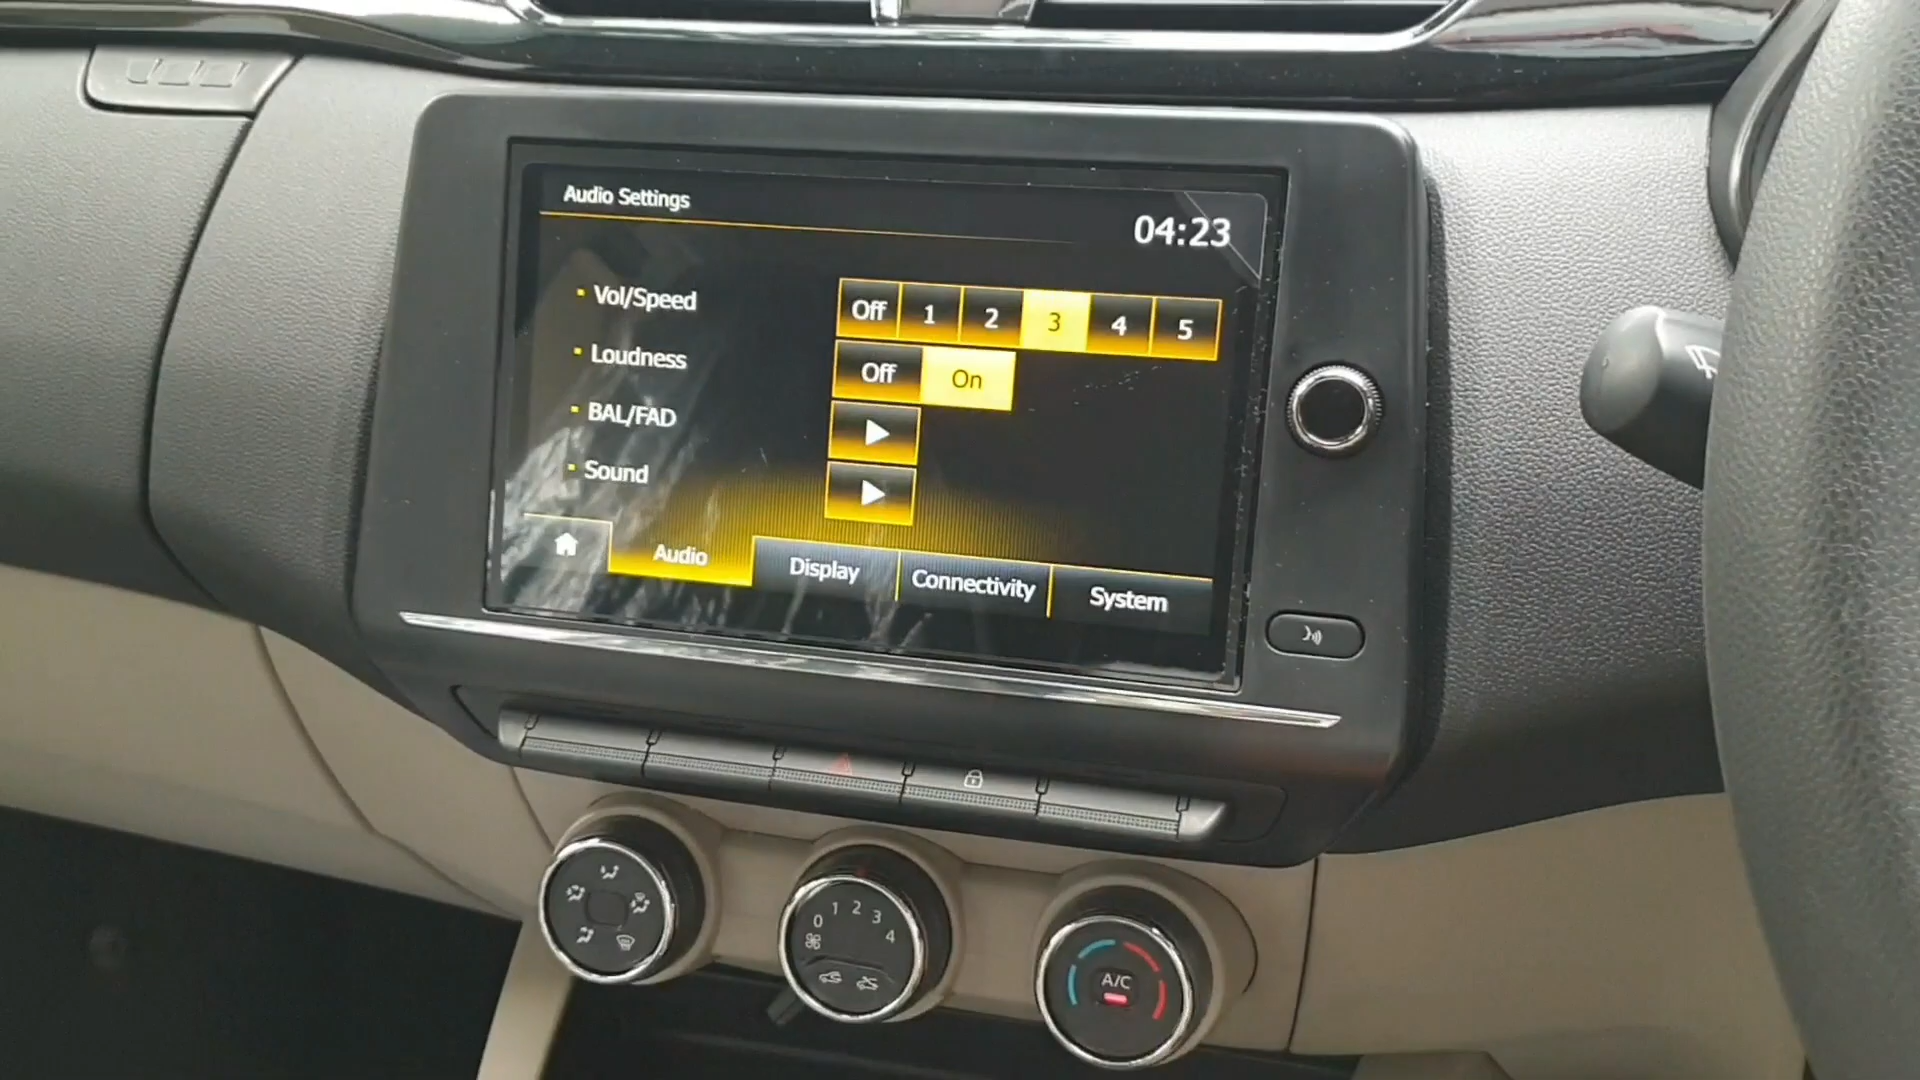 Audio Settings
04:23
Vol/Speed
Off 1 2 3 4 5
Loudness
Off On
BAL/FAD
Sound
Audio Display Connectivity System
0 1 2 3 4
A/C